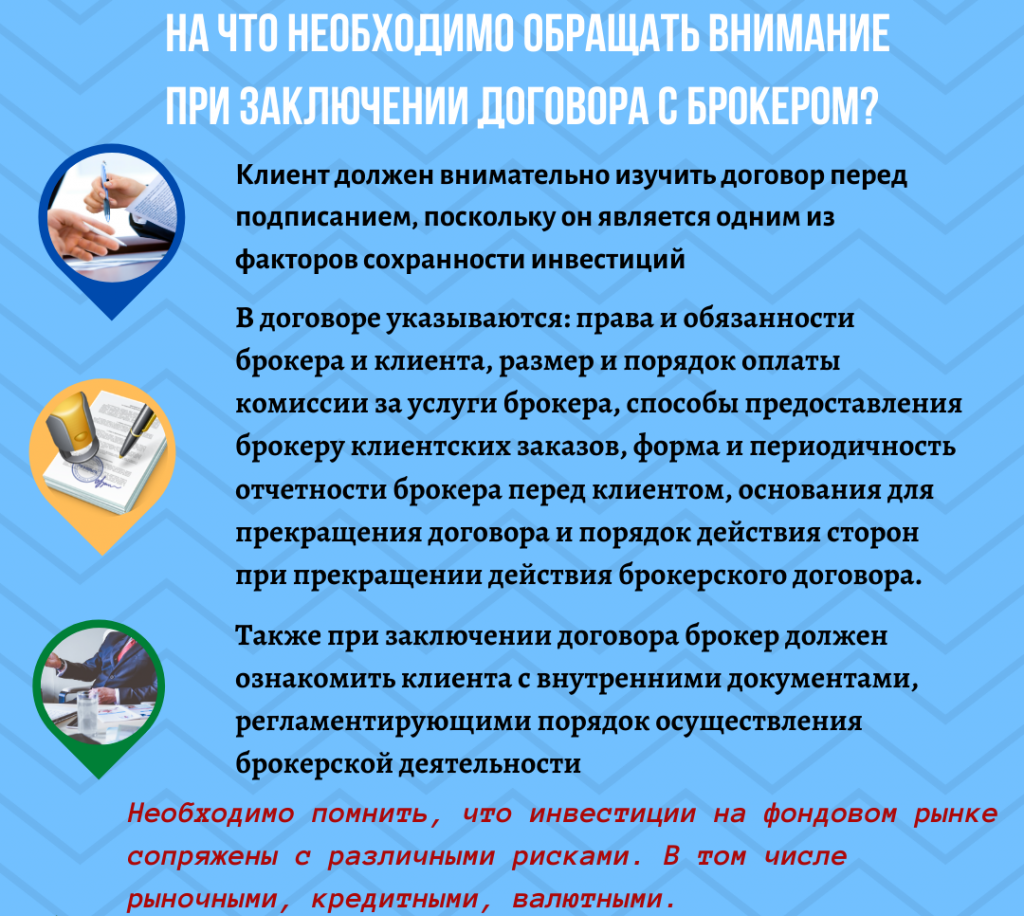 НА ЧТО НЕОБХОДИМО ОБРАЩАТЬ ВНИМАНИЕ
ПРИ ЗАКЛЮЧЕНИИ ДОГОВОРА С БРОКЕРОМ?
Клиент должен внимательно изучить договор перед
подписанием, поскольку он является одним из
факторов сохранности инвестиций
В договоре указываются: права и обязанности
брокера и клиента, размер и порядок оплаты
комиссии за услуги брокера, способы предоставления
брокеру клиентских заказов, форма и периодичность
отчетности брокера перед клиентом, основания для
прекращения договора и порядок действия сторон
при прекращении действия брокерского договора.
Также при заключении договора брокер должен
ознакомить клиента с внутренними документами,
регламентирующими порядок осуществления
брокерской деятельности
Необходимо помнить, что инвестиции на фондовом рынке
сопряжены с различными рисками. В том числе
рыночными, кредитными, валютными.